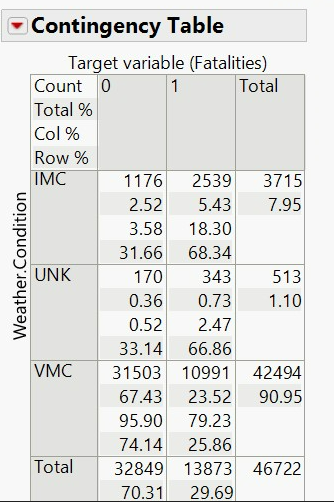 Contingency Table
Target variable (Fatalities)
Weather.Condition
Count 0 1 Total
Total %
Col %
Row %
IMC 1176 2539 3715
2.52 5.43 7.95
3.58 18.30
31.66 68.34
UNK 170 343 513
0.36 0.73 1.10
0.52 2.47
33.14 66.86
VMC 31503 10991 42494
67.43 23.52 90.95
95.90 79.23
74.14 25.86
Total 32849 13873 46722
70.31 29.69